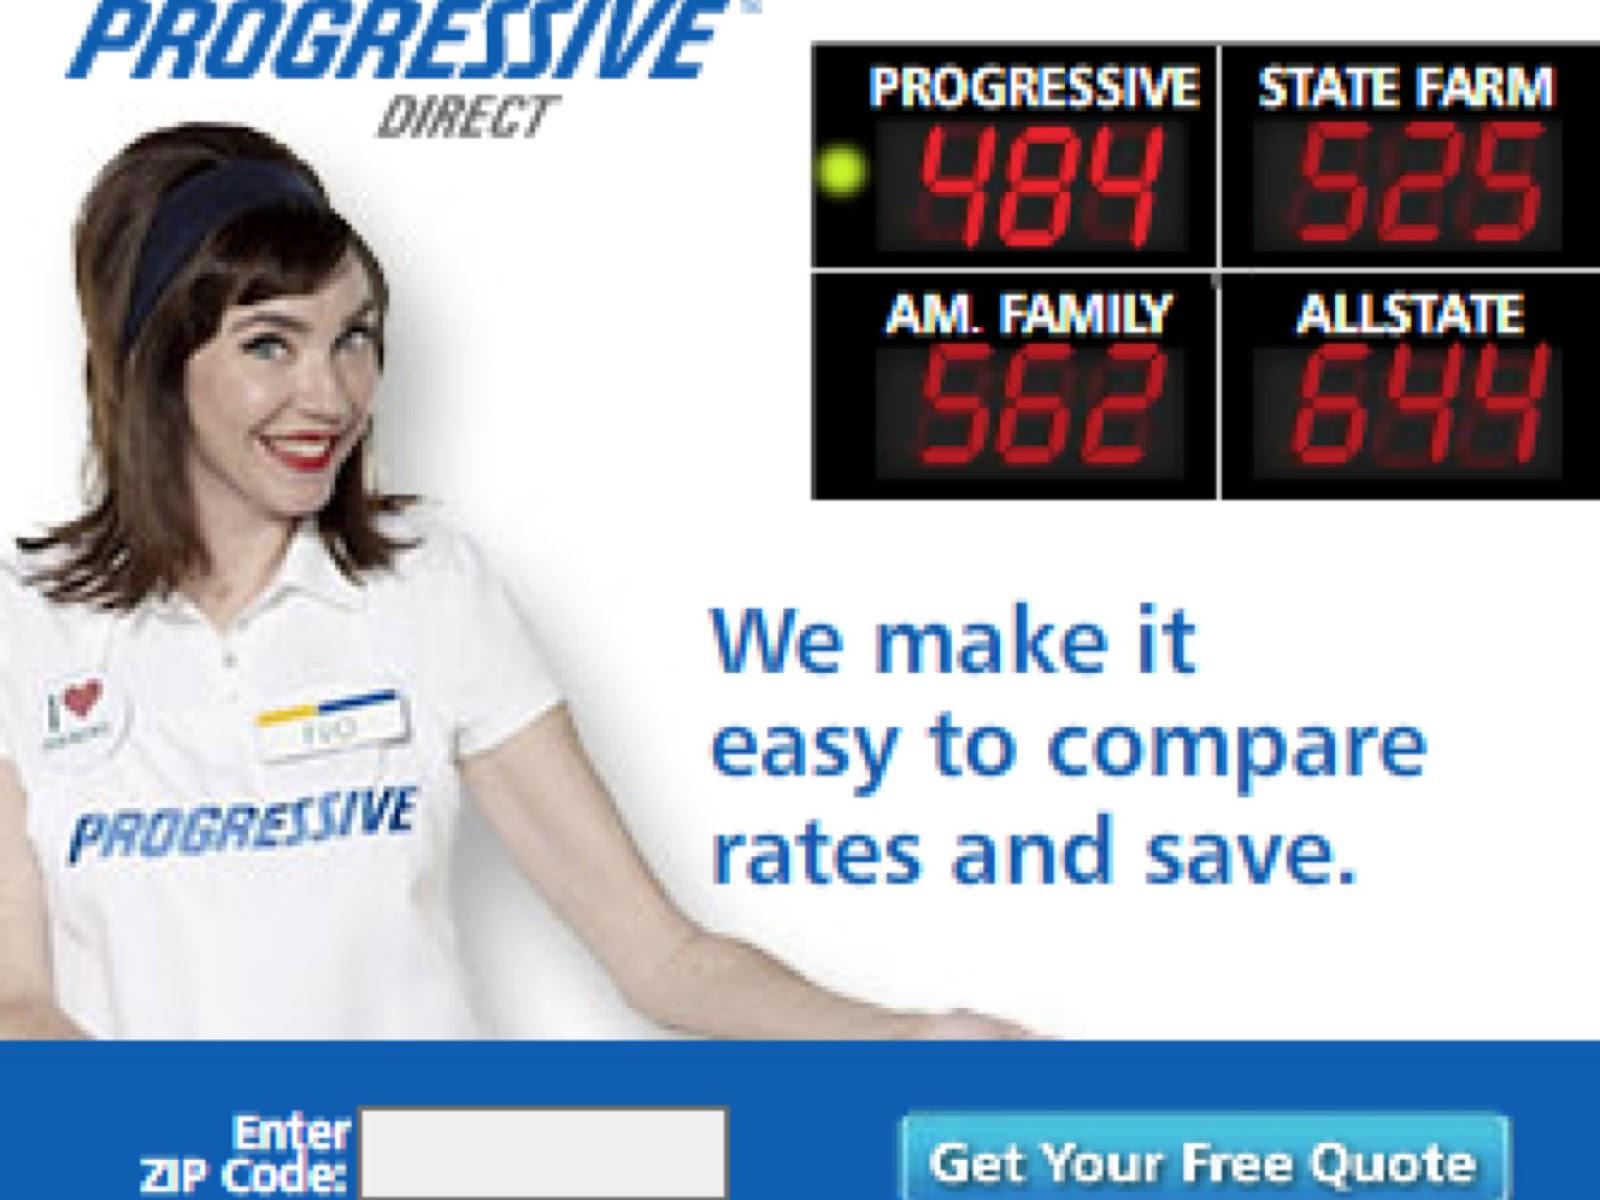 PROGRESSIVE
DIRECT
PROGRESSIVE
484
STATE FARM
525
AM. FAMILY
562
ALLSTATE
644
We make it
easy to compare
rates and save.
I
FLO
PROGRESSIVE
Enter
ZIP Code:
Get Your Free Quote